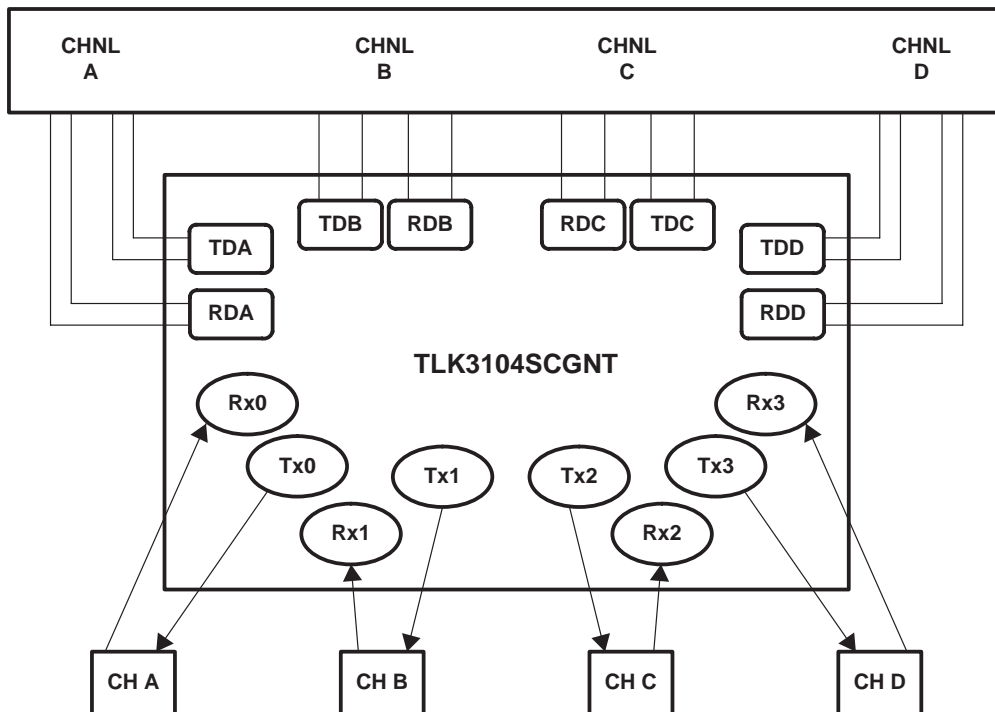 CHNL
A
CHNL
B
CHNL
C
CHNL
D
TDB
RDB
RDC
TDC
TDA
TDD
RDA
RDD
TLK3104SCGNT
Rx0
Rx3
Tx0
Tx1
Tx2
Tx3
Rx1
Rx2
CH A
CH B
CH C
CH D